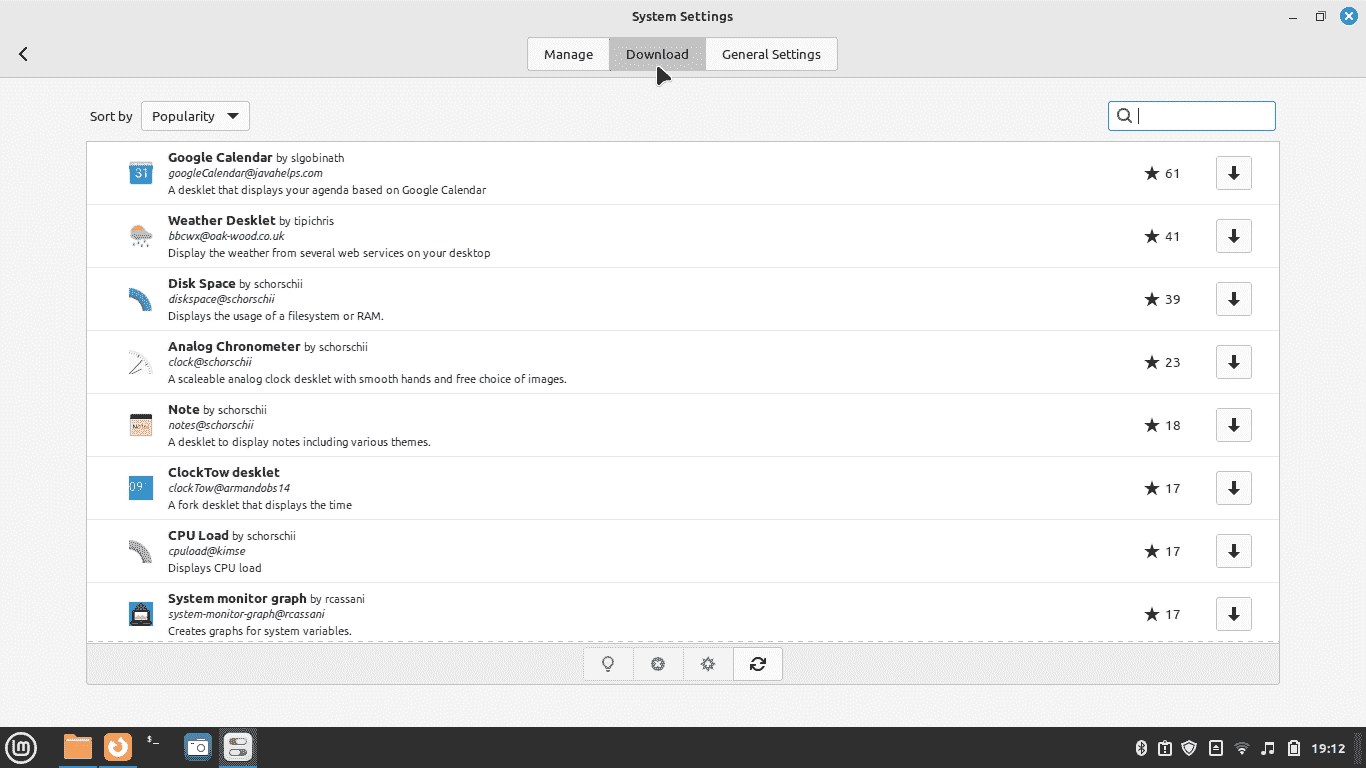 System Settings
Manage Download General Settings
Sort by Popularity
31
Google Calendar by slgobinath
googleCalendar@javahelps.com
A desklet that displays your agenda based on Google Calendar
61
Weather Desklet by tipichris
bbcwx@oak-wood.co.uk
Display the weather from several web services on your desktop
41
Disk Space by schorschii
diskspace@schorschii
Displays the usage of a filesystem or RAM.
39
Analog Chronometer by schorschii
clock@schorschii
A scaleable analog clock desklet with smooth hands and free choice of images.
23
Note by schorschii
notes@schorschii
A desklet to display notes including various themes.
18
09
ClockTow desklet
clockTow@armandobs14
A fork desklet that displays the time
17
CPU Load by schorschii
cpuload@kimse
Displays CPU load
17
System monitor graph by rcassani
system-monitor-graph@rcassani
Creates graphs for system variables.
17
$_
19:12